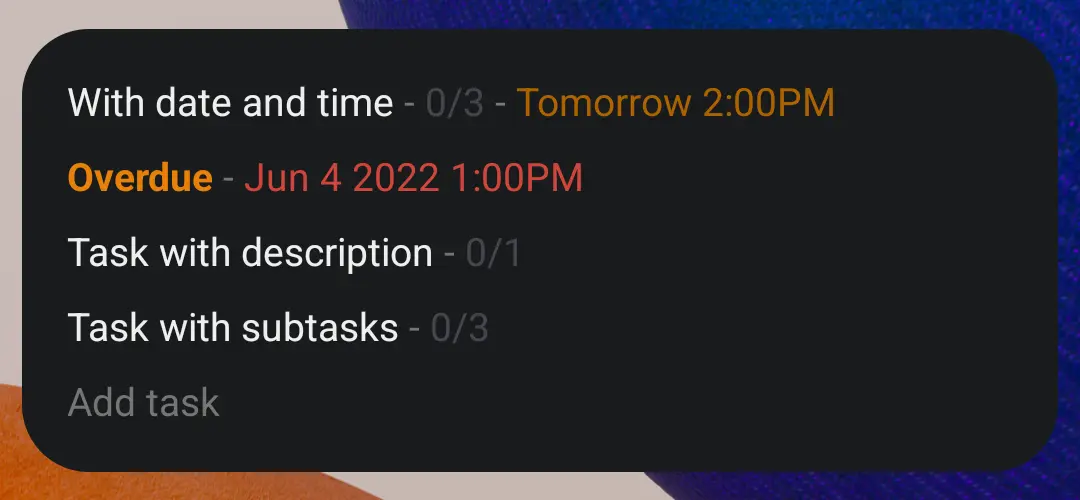 With date and time - 0/3 - Tomorrow 2:00PM
Overdue - Jun 4 2022 1:00PM
Task with description - 0/1
Task with subtasks - 0/3
Add task